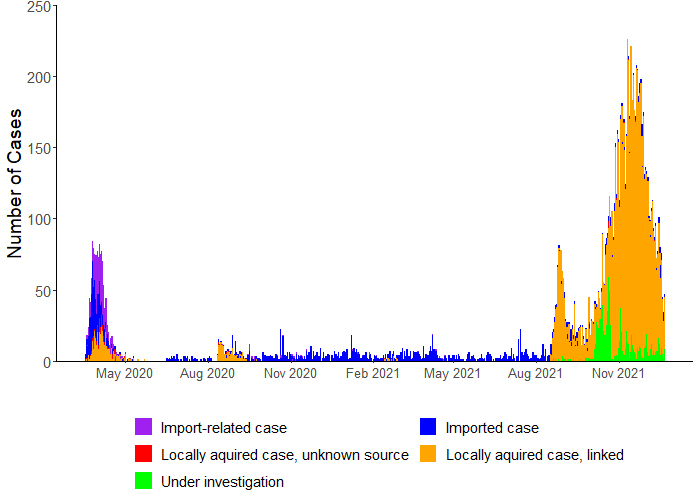 250
200
150
100
50
0
Number of Cases
May 2020 Aug 2020 Nov 2020 Feb 2021 May 2021 Aug 2021 Nov 2021
Import-related case Imported case
Locally aquired case, unknown source Locally aquired case, linked
Under investigation